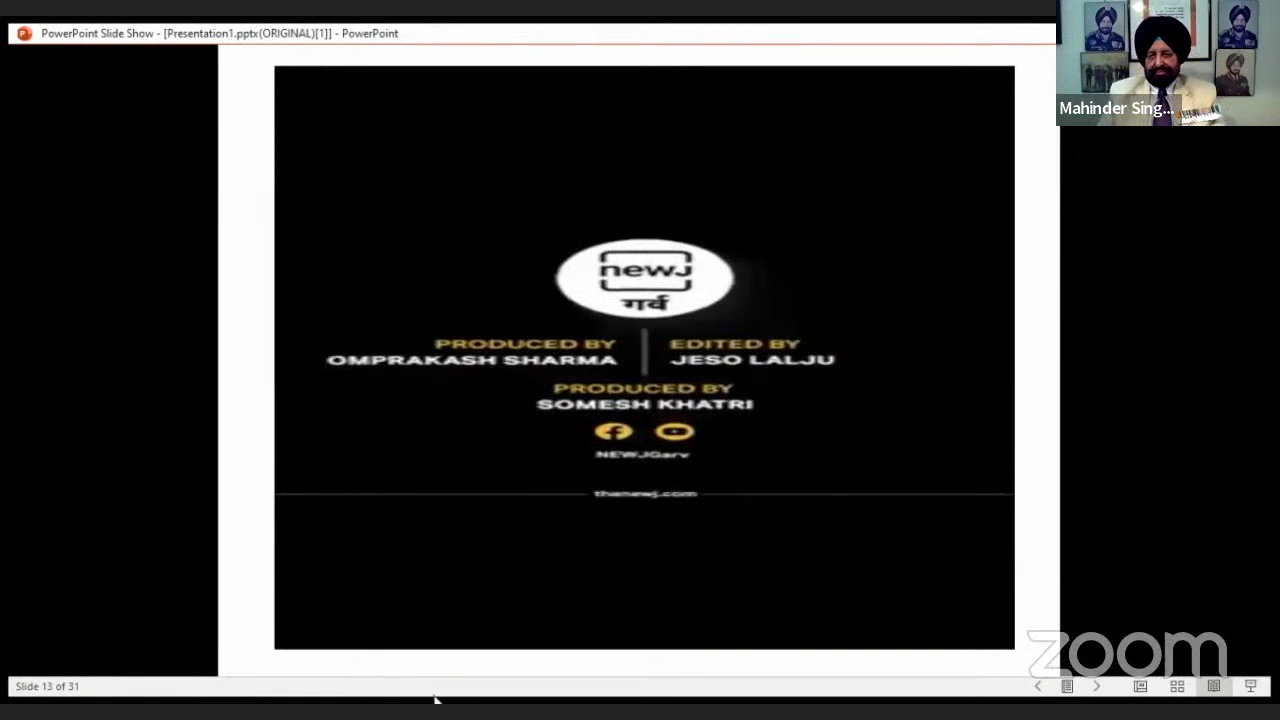 PowerPoint Slide Show - [Presentation1.pptx(ORIGINAL)[1]] - PowerPoint
Mahinder Sing...
newJ
गर्व
PRODUCED BY
OMPRAKASH SHARMA
EDITED BY
JESO LALJU
PRODUCED BY
SOMESH KHATRI
NEWJGarv
thenewj.com
zoom
Slide 13 of 31